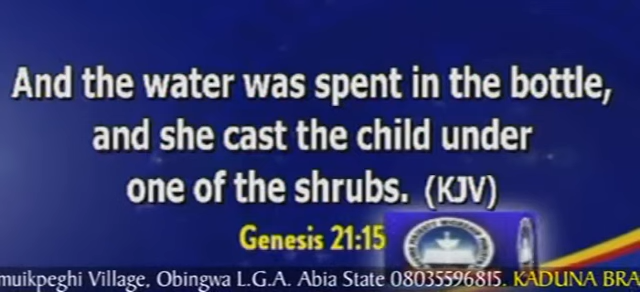 And the water was spent in the bottle,
and she cast the child under
one of the shrubs. (KJV)
Genesis 21:15
muikpeghi Village, Obingwa L.G.A. Abia State 08035596815. KADUNA BRA